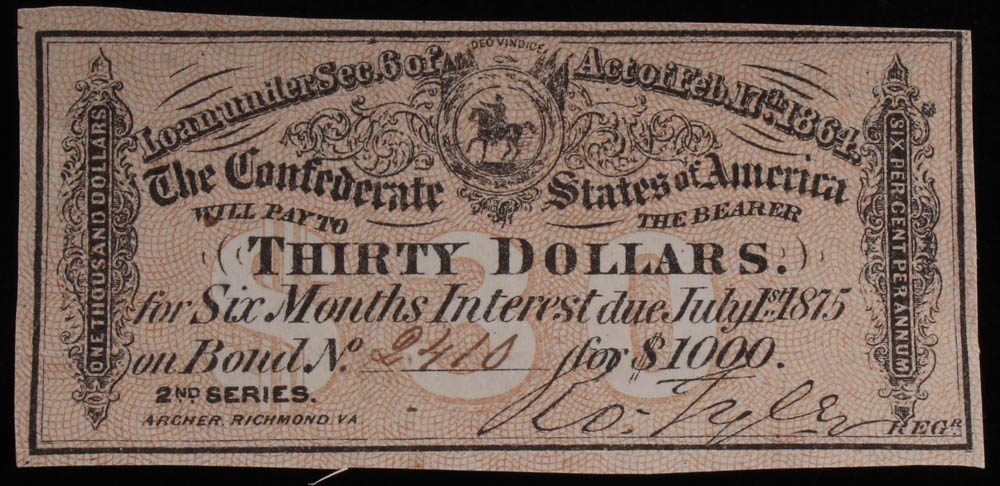 DEO VINDICE
Loan under Sec. 6 of Act of Feb. 17th 1864.
The Confederate States of America
WILL PAY TO THE BEARER
$30
(THIRTY DOLLARS.)
for Six Months Interest due July 1st 1875
on Bond No. 2410 for $1000.
2ND SERIES.
ARCHER, RICHMOND VA
Ro. Tyler REGR.
ONE THOUSAND DOLLARS
SIX PER CENT PER ANNUM